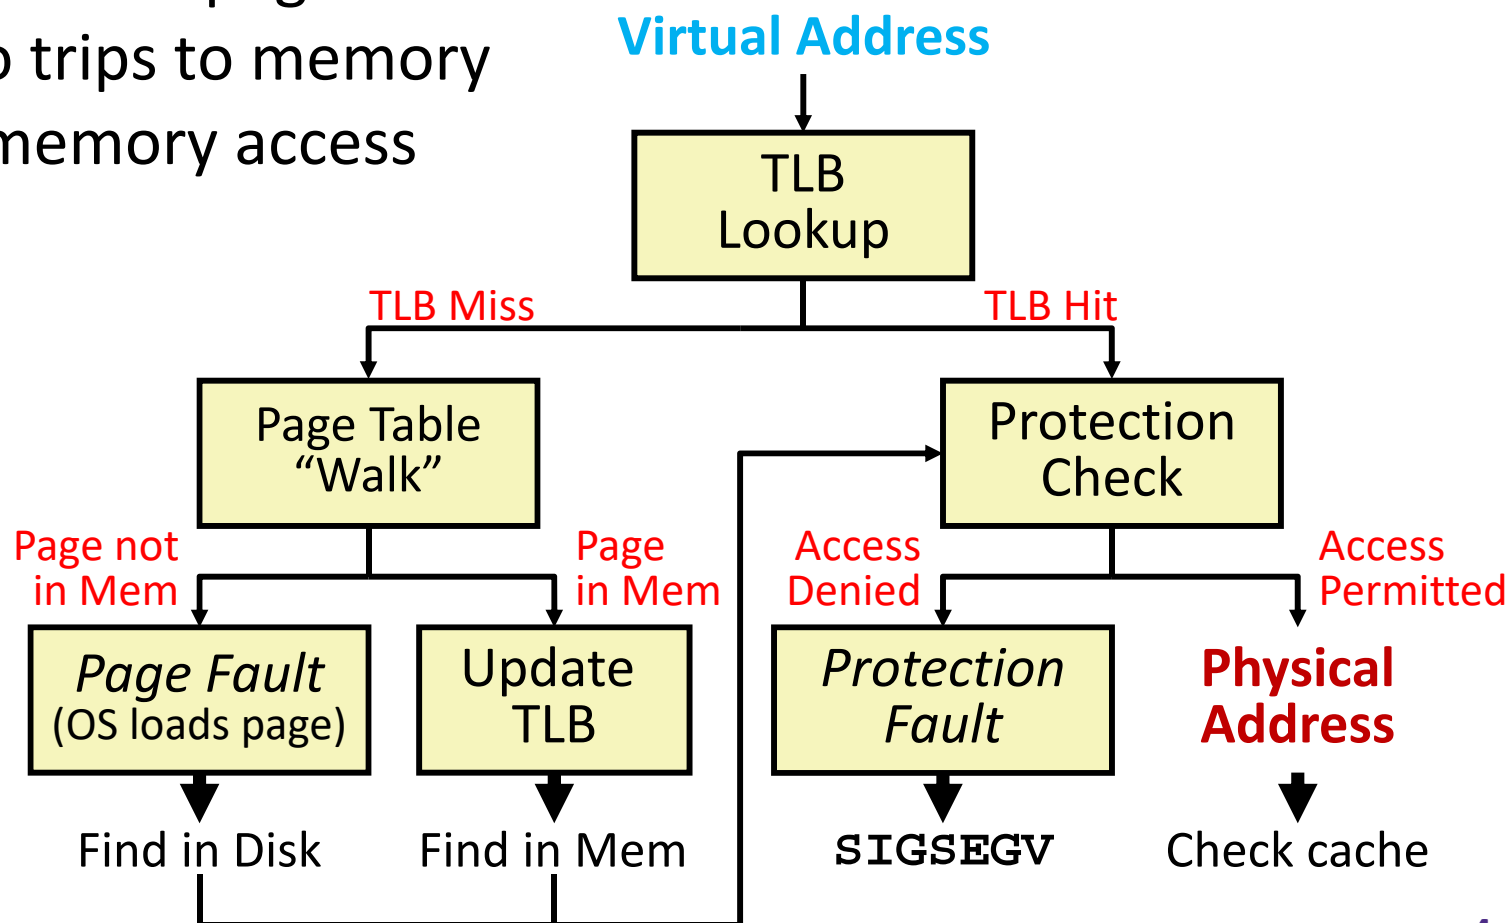 trips to memory
memory access
Virtual Address
TLB
Lookup
TLB Miss
TLB Hit
Page Table
“Walk”
Protection
Check
Page not
in Mem
Page
in Mem
Access
Denied
Access
Permitted
Page Fault
(OS loads page)
Update
TLB
Protection
Fault
Physical
Address
Find in Disk
Find in Mem
SIGSEGV
Check cache